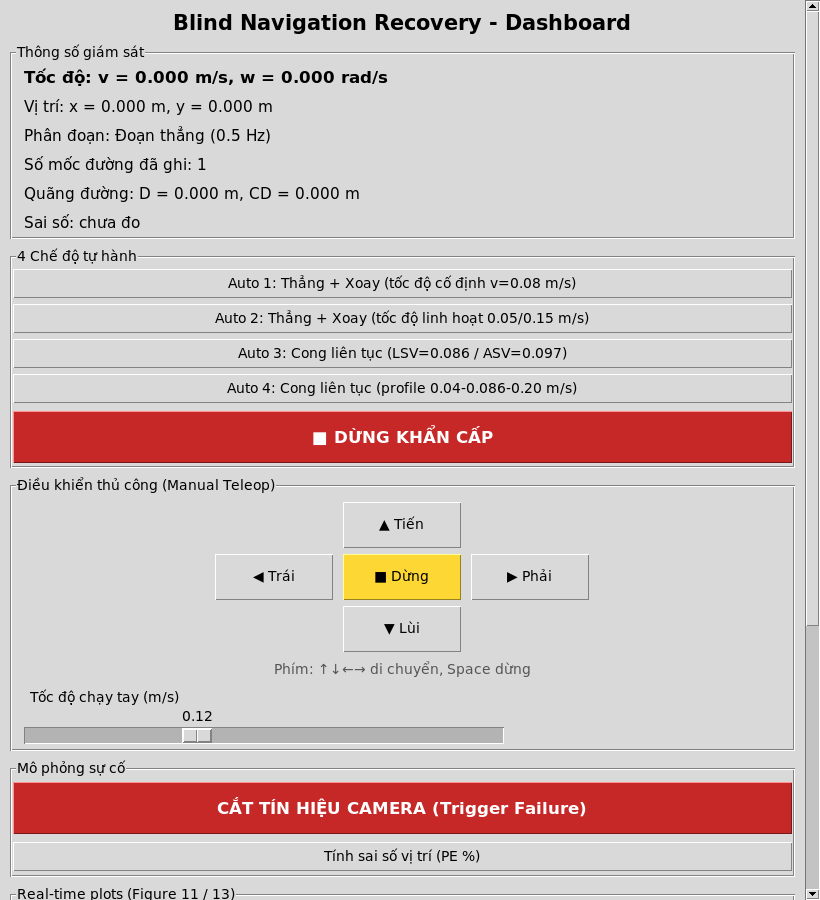 Blind Navigation Recovery - Dashboard
Thông số giám sát
Tốc độ: v = 0.000 m/s, w = 0.000 rad/s
Vị trí: x = 0.000 m, y = 0.000 m
Phân đoạn: Đoạn thẳng (0.5 Hz)
Số mốc đường đã ghi: 1
Quãng đường: D = 0.000 m, CD = 0.000 m
Sai số: chưa đo
4 Chế độ tự hành
Auto 1: Thẳng + Xoay (tốc độ cố định v=0.08 m/s)
Auto 2: Thẳng + Xoay (tốc độ linh hoạt 0.05/0.15 m/s)
Auto 3: Cong liên tục (LSV=0.086 / ASV=0.097)
Auto 4: Cong liên tục (profile 0.04-0.086-0.20 m/s)
■ DỪNG KHẨN CẤP
Điều khiển thủ công (Manual Teleop)
▲ Tiến
◀ Trái
■ Dừng
▶ Phải
▼ Lùi
Phím: ↑↓←→ di chuyển, Space dừng
Tốc độ chạy tay (m/s)
0.12
Mô phỏng sự cố
CẮT TÍN HIỆU CAMERA (Trigger Failure)
Tính sai số vị trí (PE %)
Real-time plots (Figure 11 / 13)